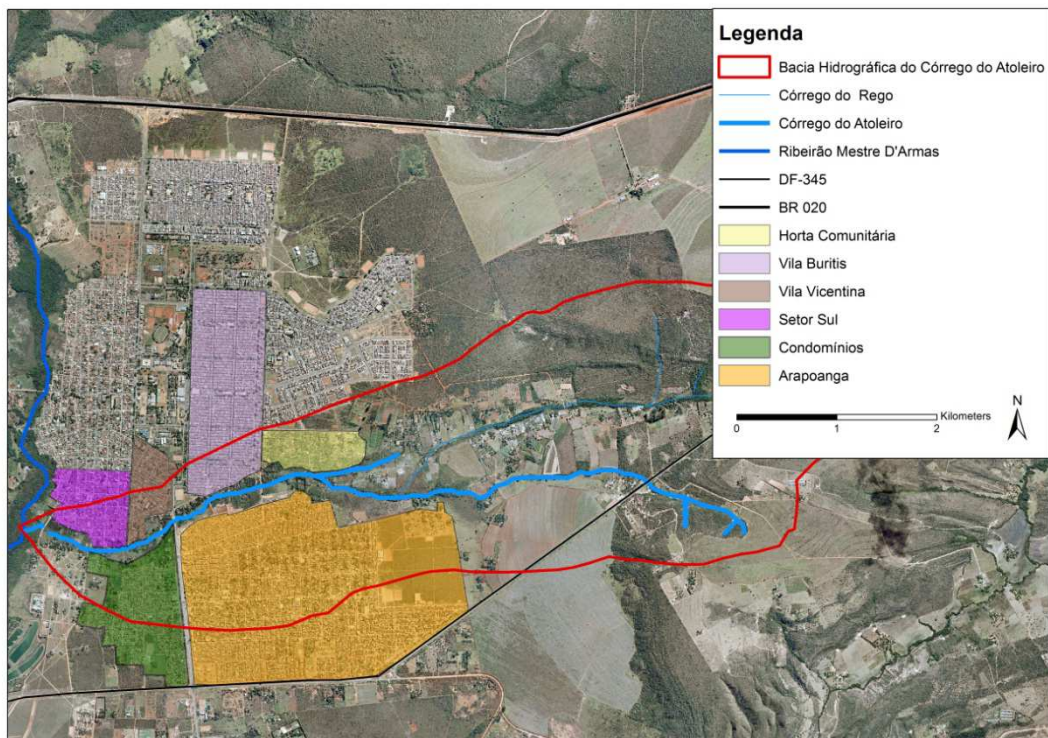 Legenda
Bacia Hidrográfica do Córrego do Atoleiro
Córrego do Rego
Córrego do Atoleiro
Ribeirão Mestre D'Armas
DF-345
BR 020
Horta Comunitária
Vila Buritis
Vila Vicentina
Setor Sul
Condomínios
Arapoanga
N
Kilometers
0 1 2